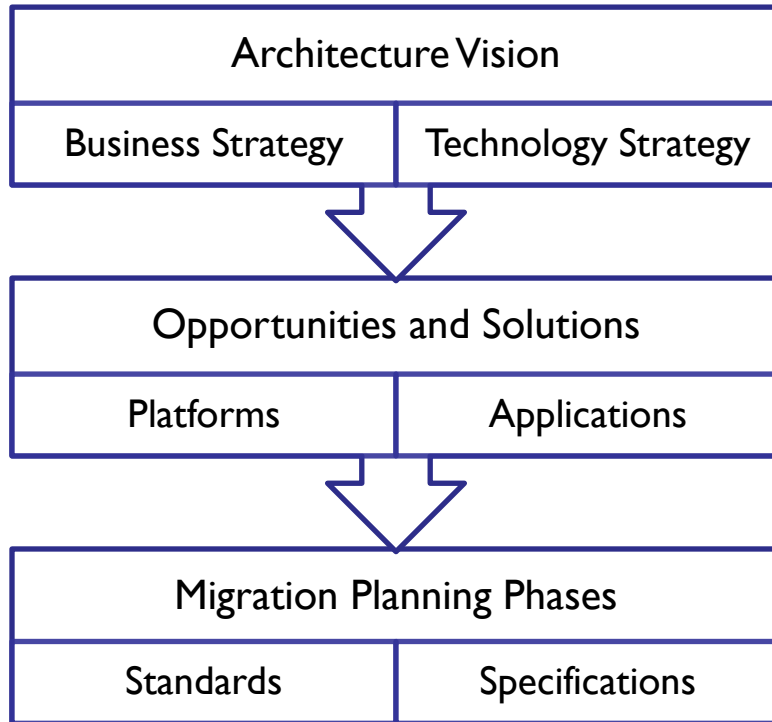 Architecture Vision
Business Strategy
Technology Strategy
Opportunities and Solutions
Platforms
Applications
Migration Planning Phases
Standards
Specifications